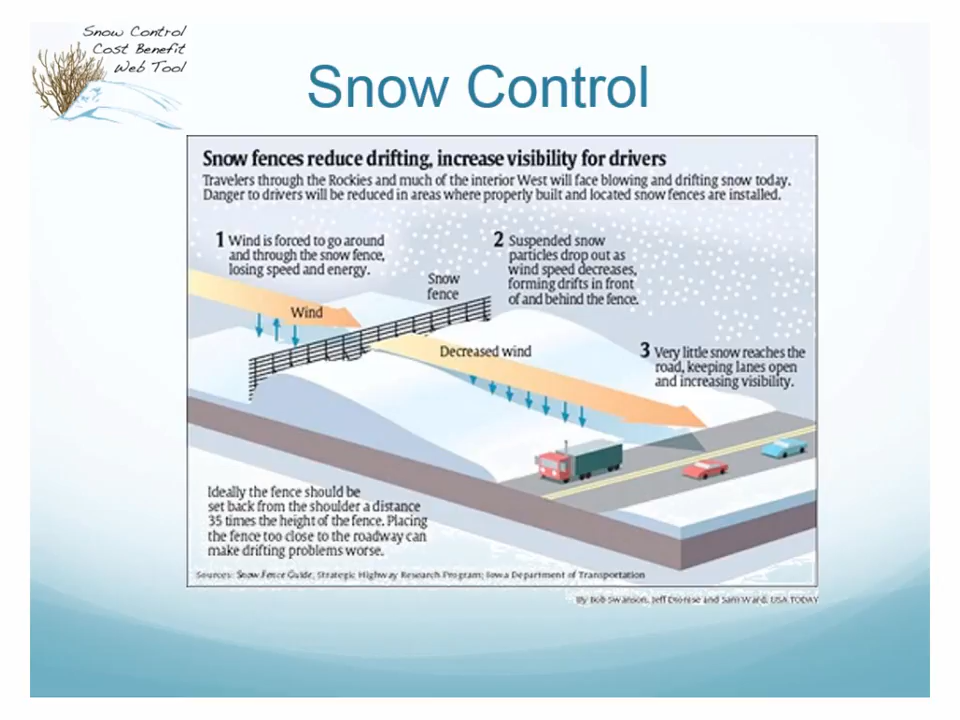 Snow Control
Cost Benefit
Web Tool
Snow Control
Snow fences reduce drifting, increase visibility for drivers
Travelers through the Rockies and much of the interior West will face blowing and drifting snow today.
Danger to drivers will be reduced in areas where properly built and located snow fences are installed.
1 Wind is forced to go around
and through the snow fence,
losing speed and energy.
2 Suspended snow
particles drop out as
wind speed decreases,
forming drifts in front
of and behind the fence.
Snow
fence
Wind
Decreased wind
3 Very little snow reaches the
road, keeping lanes open
and increasing visibility.
Ideally the fence should be
set back from the shoulder a distance
35 times the height of the fence. Placing
the fence too close to the roadway can
make drifting problems worse.
Sources: Snow Fence Guide, Strategic Highway Research Program; Iowa Department of Transportation
By Bob Swanson, Jeff Dionise and Sam Ward, USA TODAY